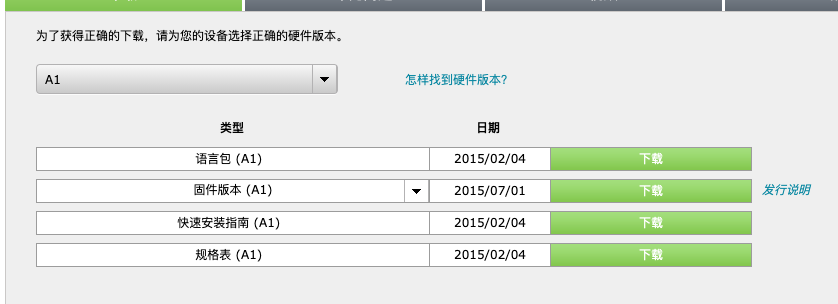 为了获得正确的下载，请为您的设备选择正确的硬件版本。
A1 怎样找到硬件版本?
类型 日期
语言包 (A1) 2015/02/04 下载
固件版本 (A1) 2015/07/01 下载 发行说明
快速安装指南 (A1) 2015/02/04 下载
规格表 (A1) 2015/02/04 下载